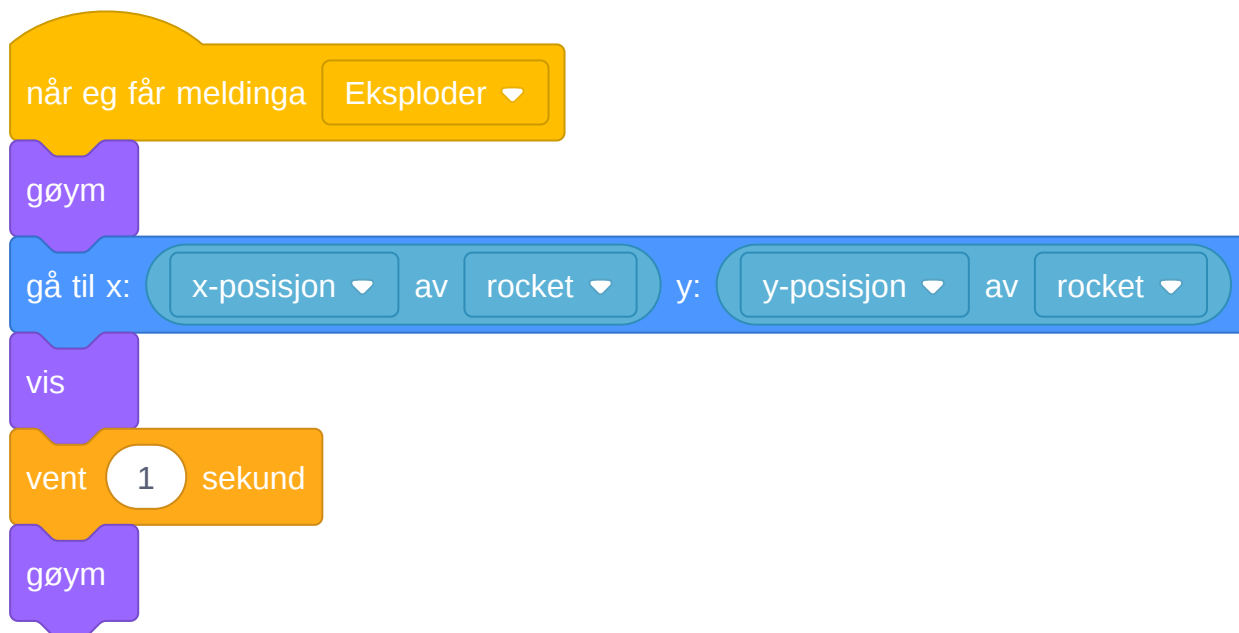 når eg får meldinga Eksploder
gøym
gå til x: x-posisjon av rocket y: y-posisjon av rocket
vis
vent 1 sekund
gøym